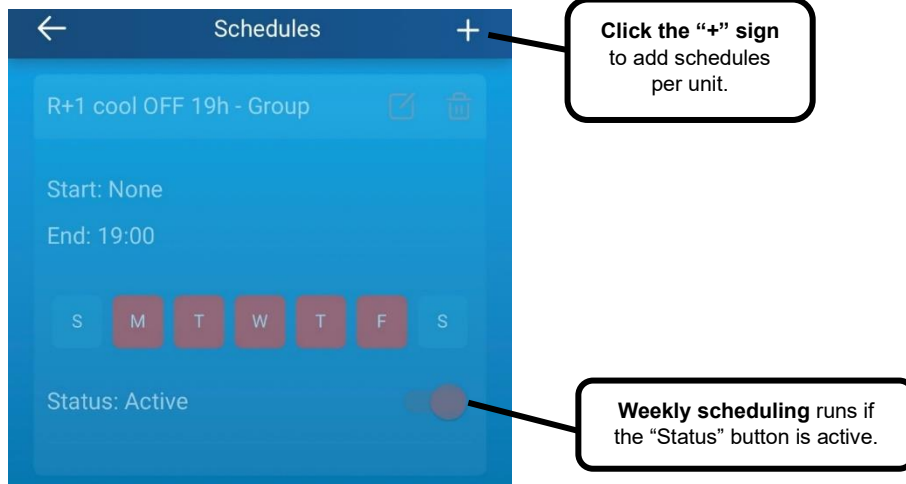 Schedules
Click the “+” sign
to add schedules
per unit.
R+1 cool OFF 19h - Group
Start: None
End: 19:00
S M T W T F S
Status: Active
Weekly scheduling runs if
the “Status” button is active.